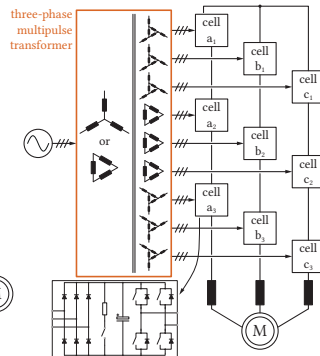 three-phase
multipulse
transformer
cell
a1
cell
b1
cell
c1
or
cell
a2
cell
b2
cell
c2
cell
a3
cell
b3
cell
c3
M